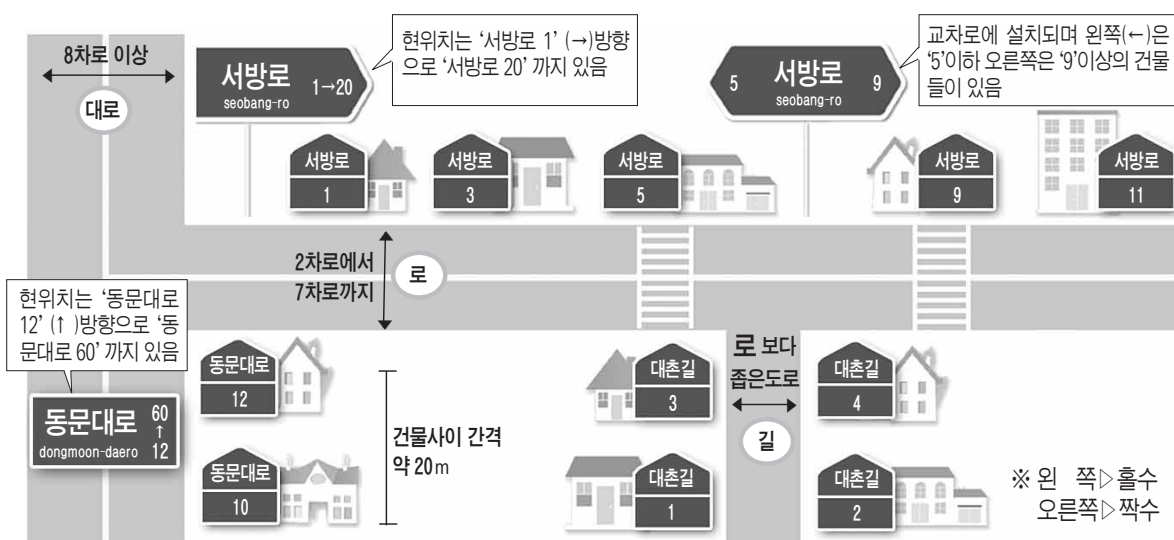 8차로 이상
대로
서방로 1→20
seobang-ro
현위치는 ‘서방로 1’ (→)방향
으로 ‘서방로 20’ 까지 있음
5 서방로 9
seobang-ro
교차로에 설치되며 왼쪽(←)은
‘5’이하 오른쪽은 ‘9’이상의 건물
들이 있음
서방로
1
서방로
3
서방로
5
서방로
9
서방로
11
2차로에서
7차로까지
로
현위치는 ‘동문대로
12’ (↑ )방향으로 ‘동
문대로 60’ 까지 있음
동문대로 60
↑
dongmoon-daero 12
동문대로
12
동문대로
10
건물사이 간격
약 20m
대촌길
3
대촌길
1
로 보다
좁은도로
길
대촌길
4
대촌길
2
※ 왼 쪽▷홀수
오른쪽▷짝수